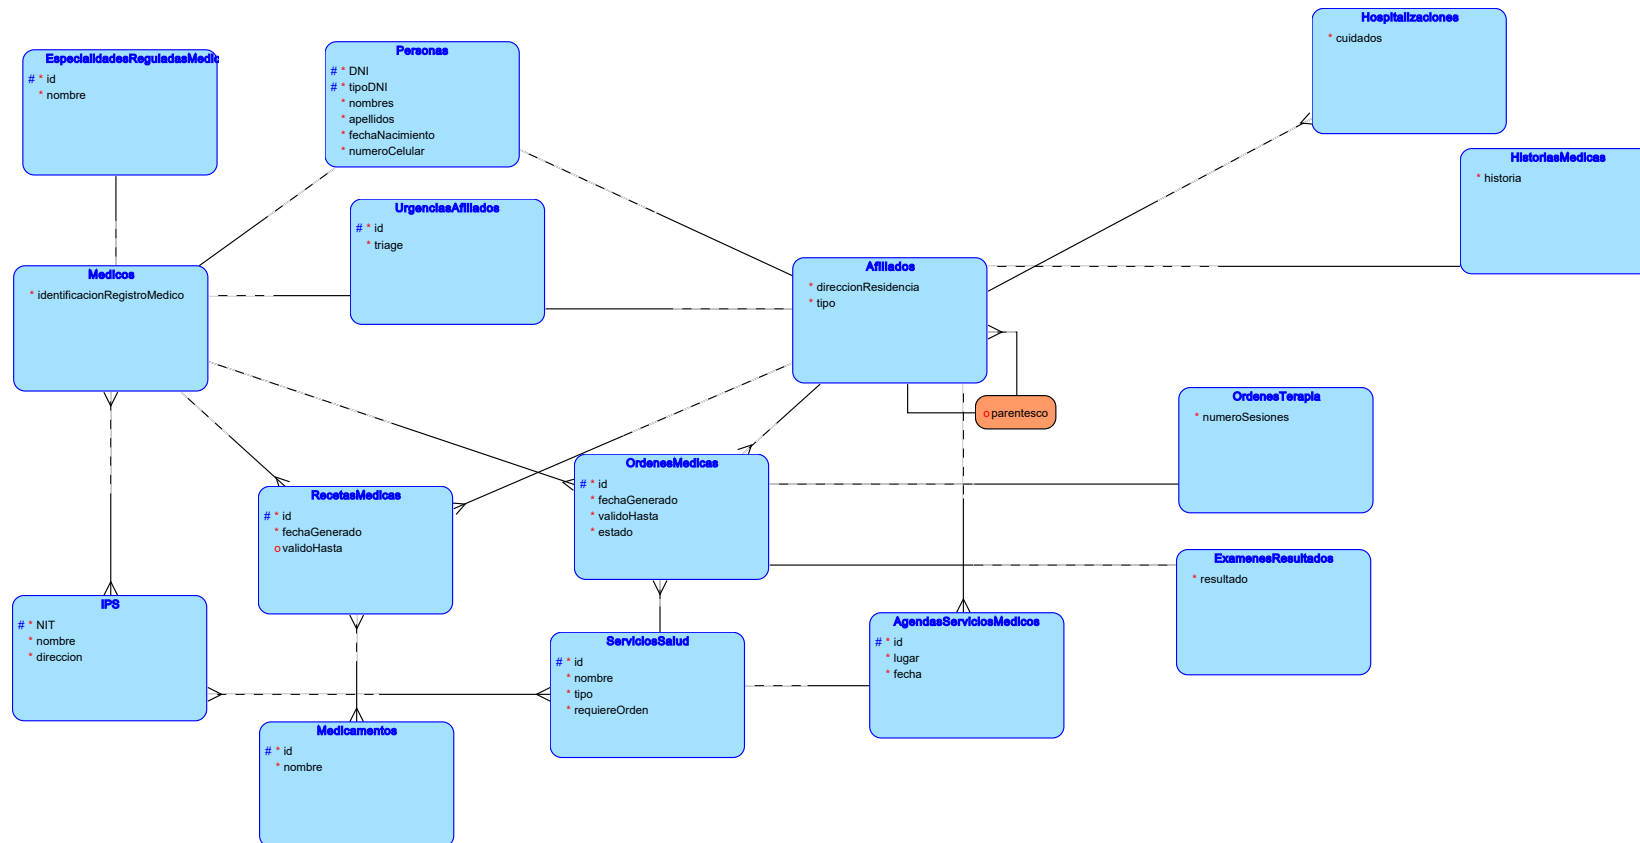 EspecialidadesReguladasMedic
# * id
* nombre
Personas
# * DNI
# * tipoDNI
* nombres
* apellidos
* fechaNacimiento
* numeroCelular
Hospitalizaciones
* cuidados
HistoriasMedicas
* historia
UrgenciasAfiliados
# * id
* triage
Medicos
* identificacionRegistroMedico
Afiliados
* direccionResidencia
* tipo
o parentesco
OrdenesTerapia
* numeroSesiones
OrdenesMedicas
# * id
* fechaGenerado
* validoHasta
* estado
RecetasMedicas
# * id
* fechaGenerado
o validoHasta
ExamenesResultados
* resultado
IPS
# * NIT
* nombre
* direccion
ServiciosSalud
# * id
* nombre
* tipo
* requiereOrden
AgendasServiciosMedicos
# * id
* lugar
* fecha
Medicamentos
# * id
* nombre